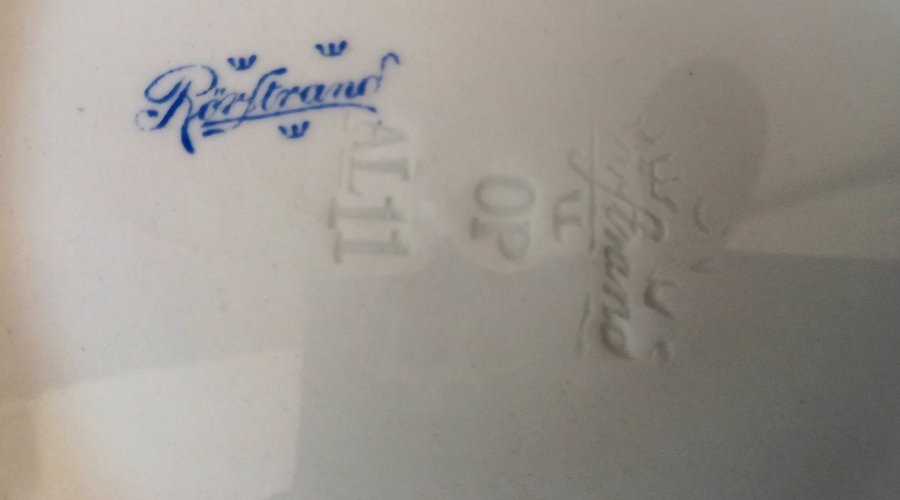 Rörstrand
AL11
OP